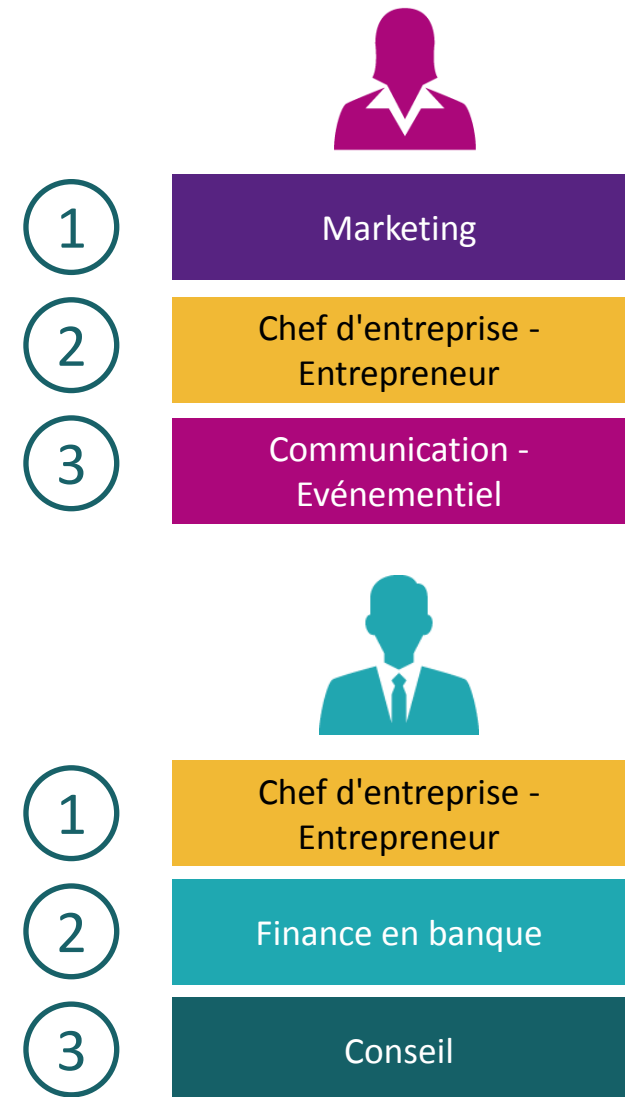 1
Marketing
2
Chef d'entreprise -
Entrepreneur
3
Communication -
Evénementiel
1
Chef d'entreprise -
Entrepreneur
2
Finance en banque
3
Conseil